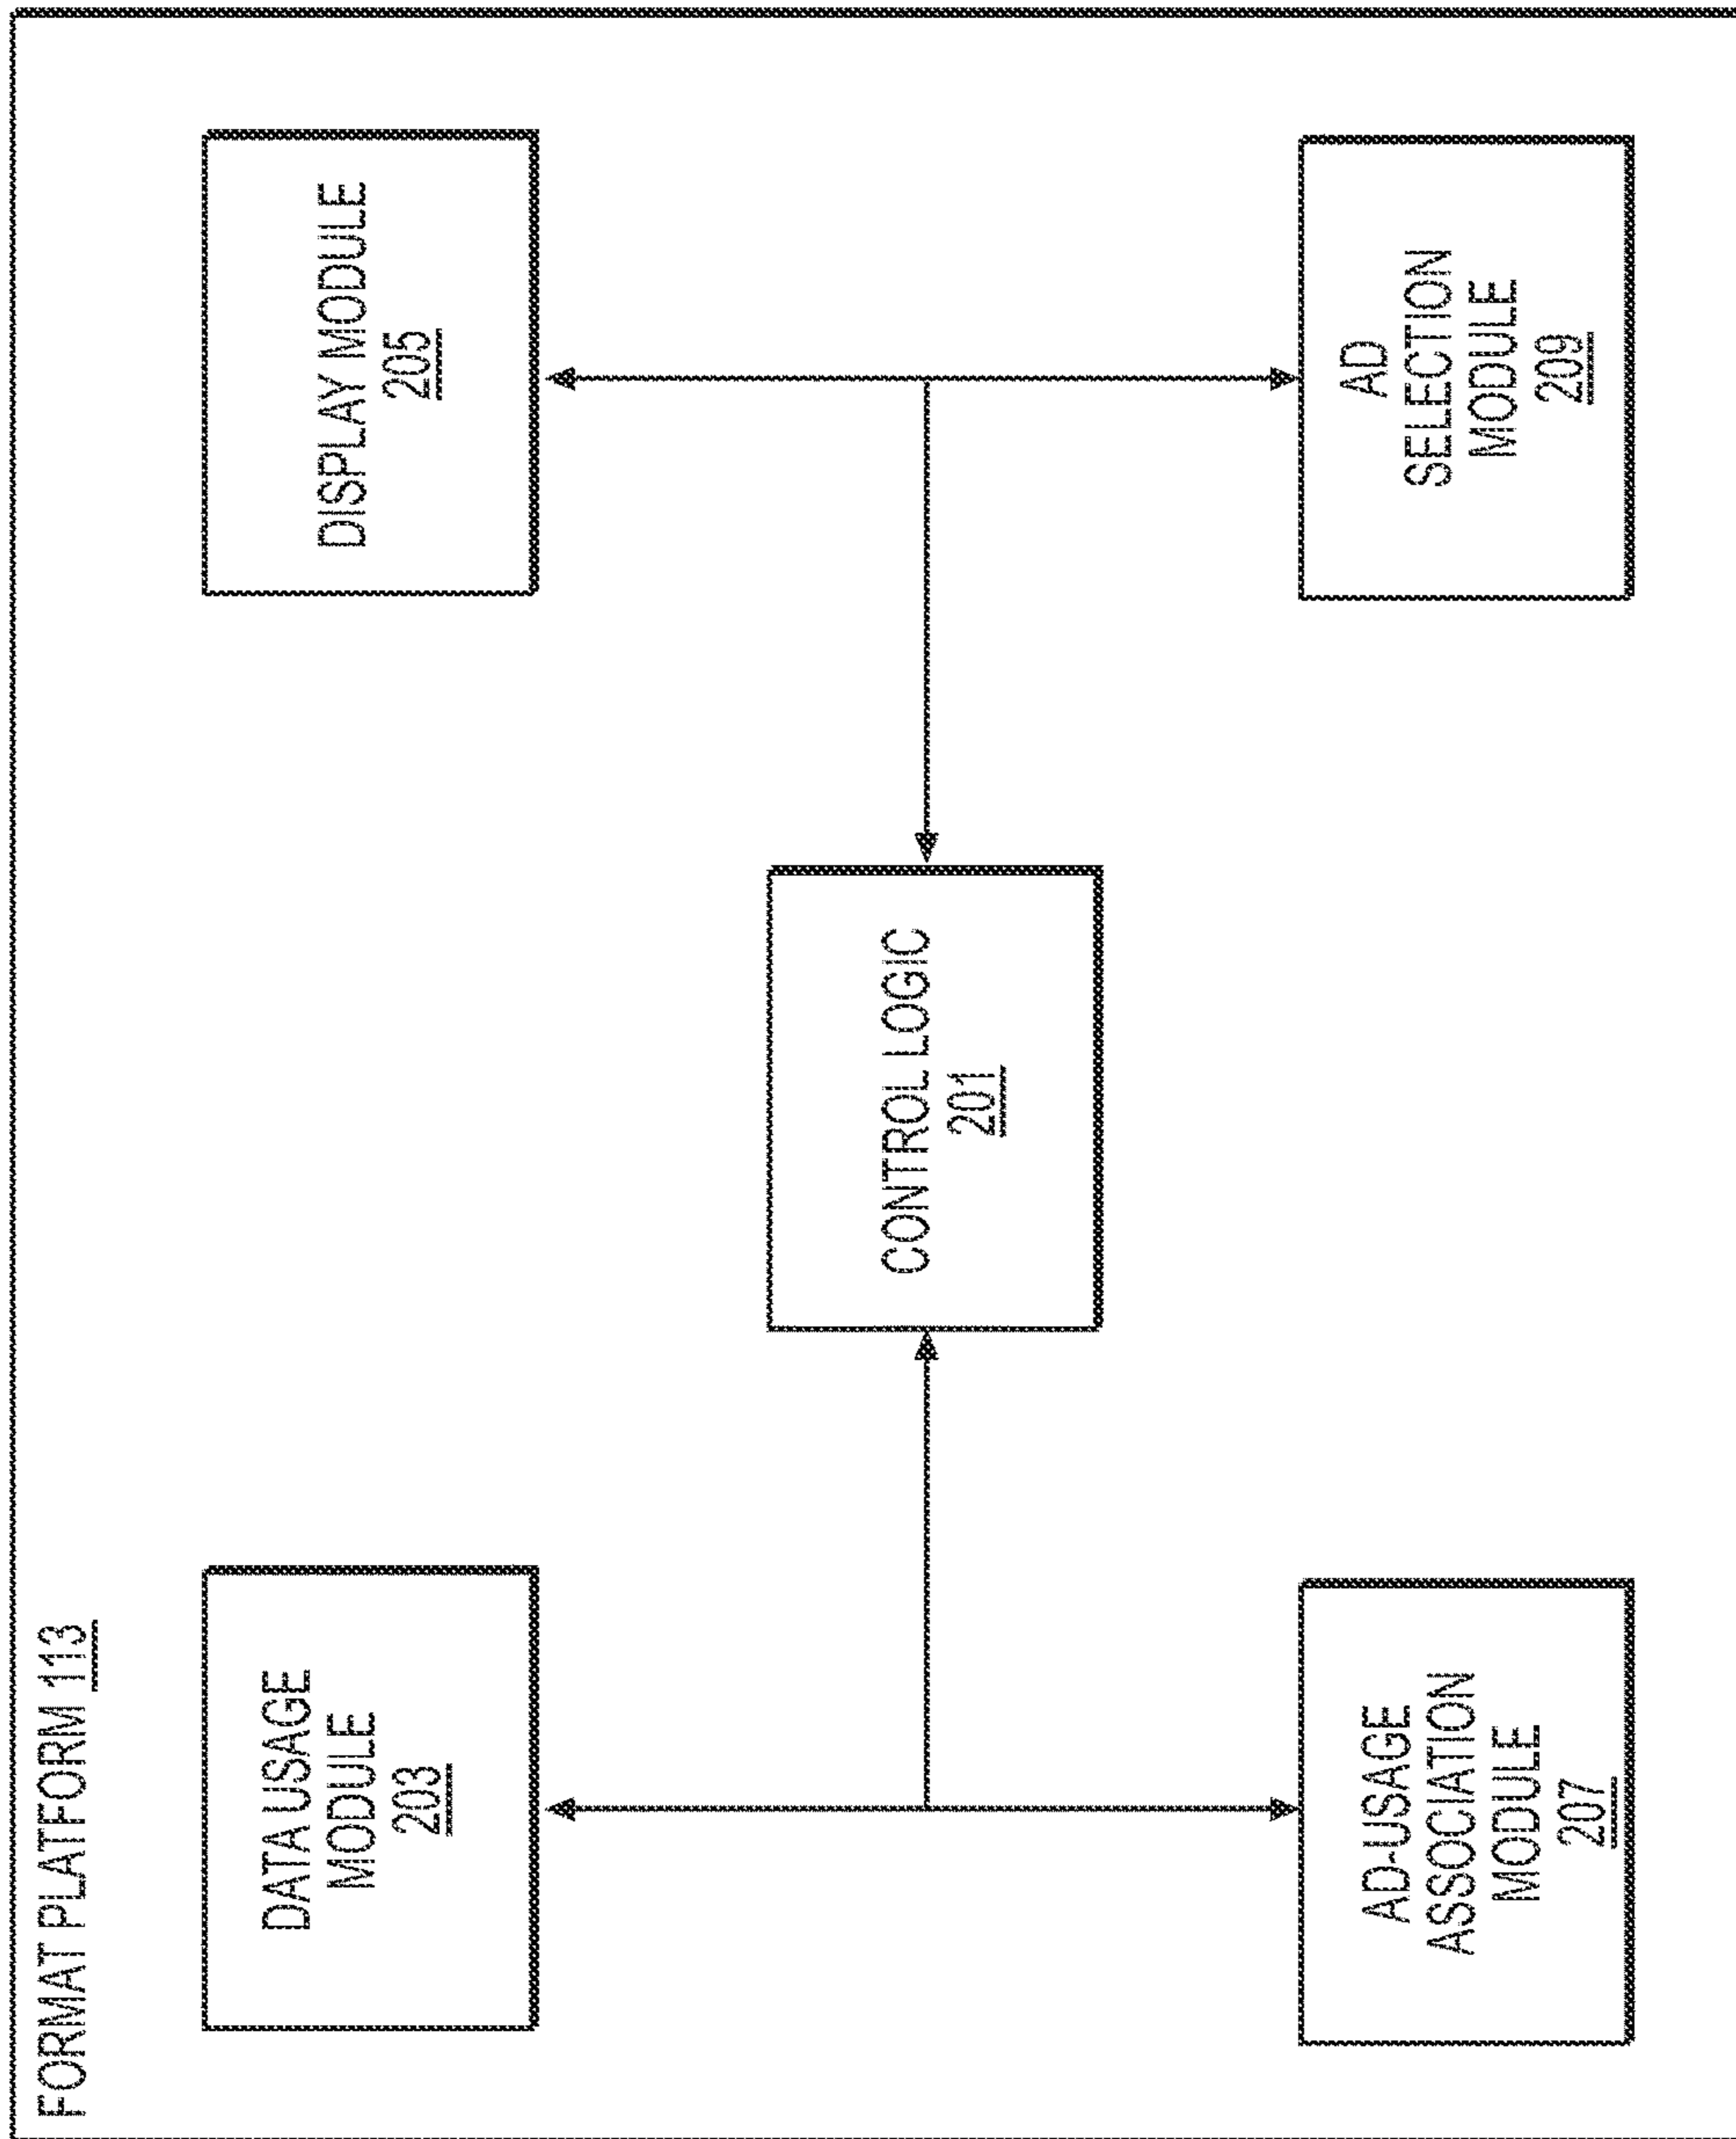 FORMAT PLATFORM 113
DATA USAGE
MODULE
203
DISPLAY MODULE
205
CONTROL LOGIC
201
AD-USAGE
ASSOCIATION
MODULE
207
AD
SELECTION
MODULE
209